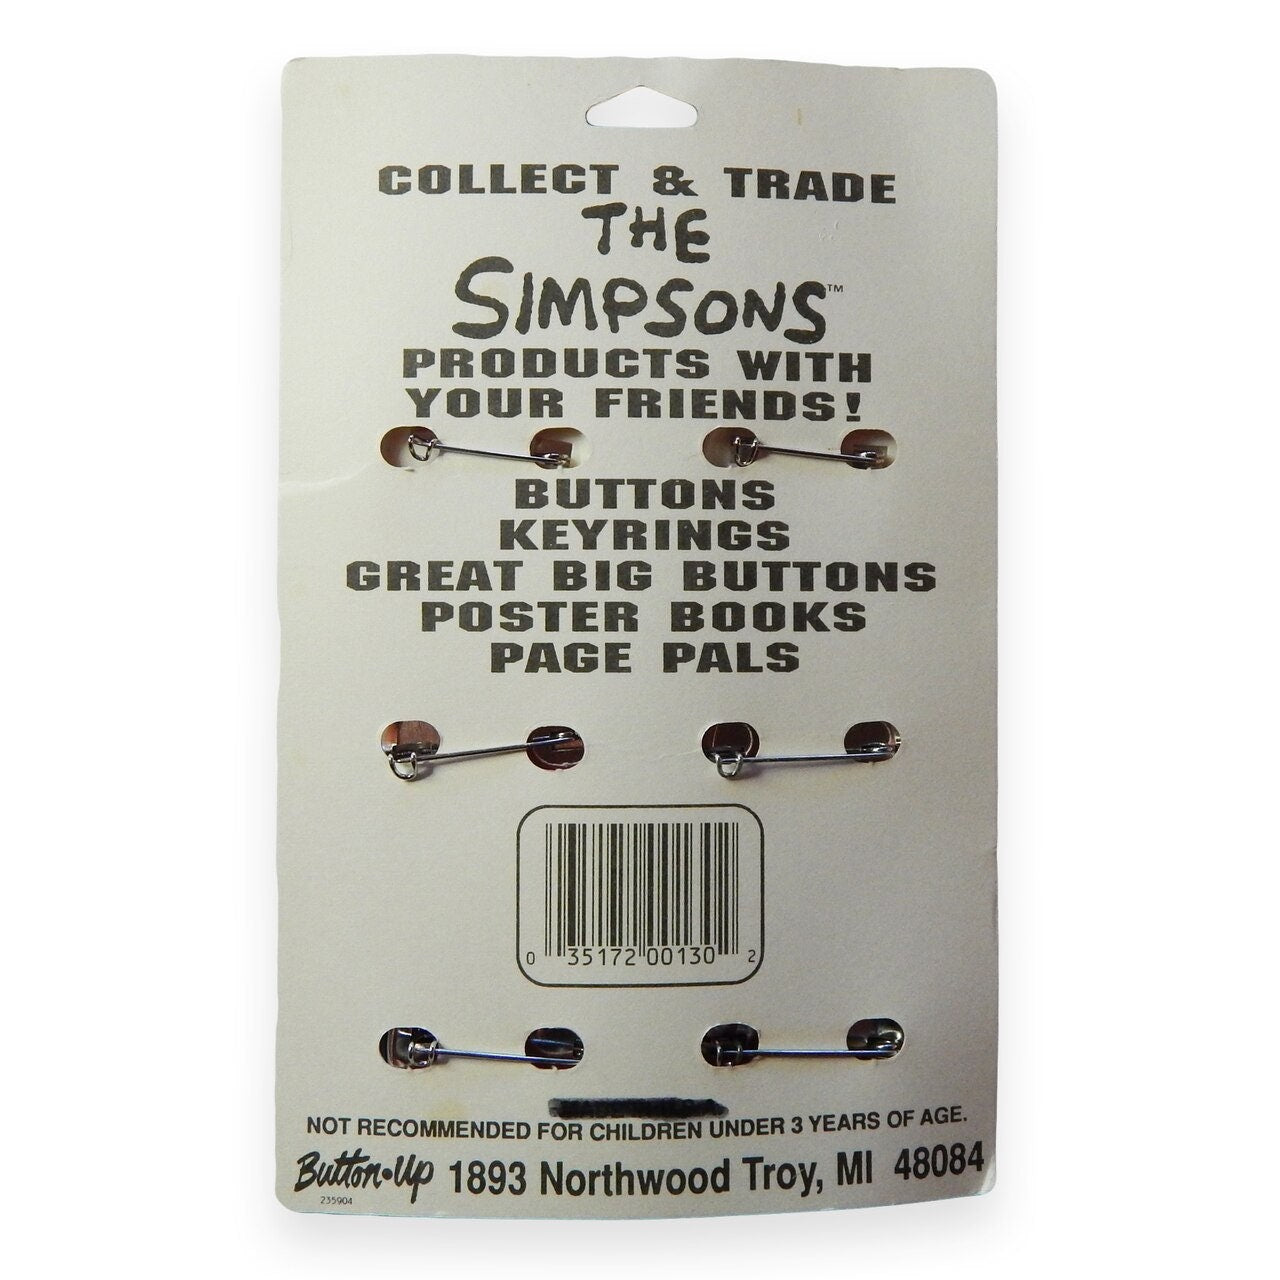 COLLECT & TRADE
THE
SIMPSONS™
PRODUCTS WITH
YOUR FRIENDS!
BUTTONS
KEYRINGS
GREAT BIG BUTTONS
POSTER BOOKS
PAGE PALS
0 35172 00130 2
NOT RECOMMENDED FOR CHILDREN UNDER 3 YEARS OF AGE.
Button•Up 1893 Northwood Troy, MI 48084
235904